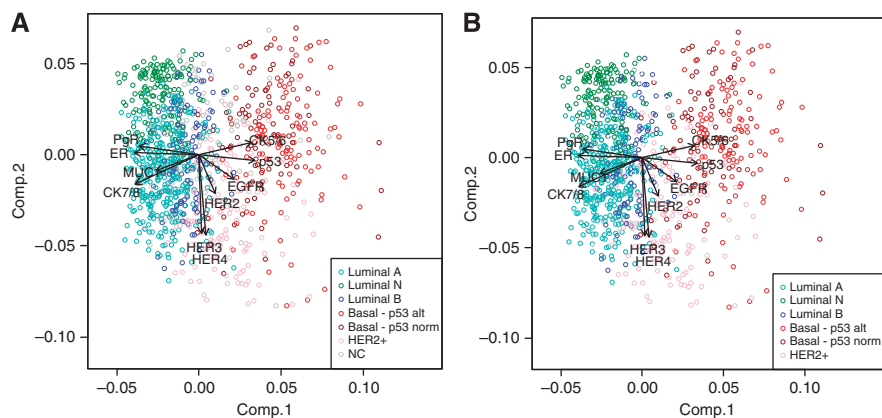 A
Comp.2
0.05
0.00
−0.05
−0.10
PgR
ER
MUC1
CK7/8
CK5/6
p53
EGFR
HER2
HER3
HER4
Luminal A
Luminal N
Luminal B
Basal - p53 alt
Basal - p53 norm
HER2+
NC
−0.05
0.00
0.05
0.10
Comp.1
B
Comp.2
0.05
0.00
−0.05
−0.10
PgR
ER
MUC1
CK7/8
CK5/6
p53
EGFR
HER2
HER3
HER4
Luminal A
Luminal N
Luminal B
Basal - p53 alt
Basal - p53 norm
HER2+
−0.05
0.00
0.05
0.10
Comp.1